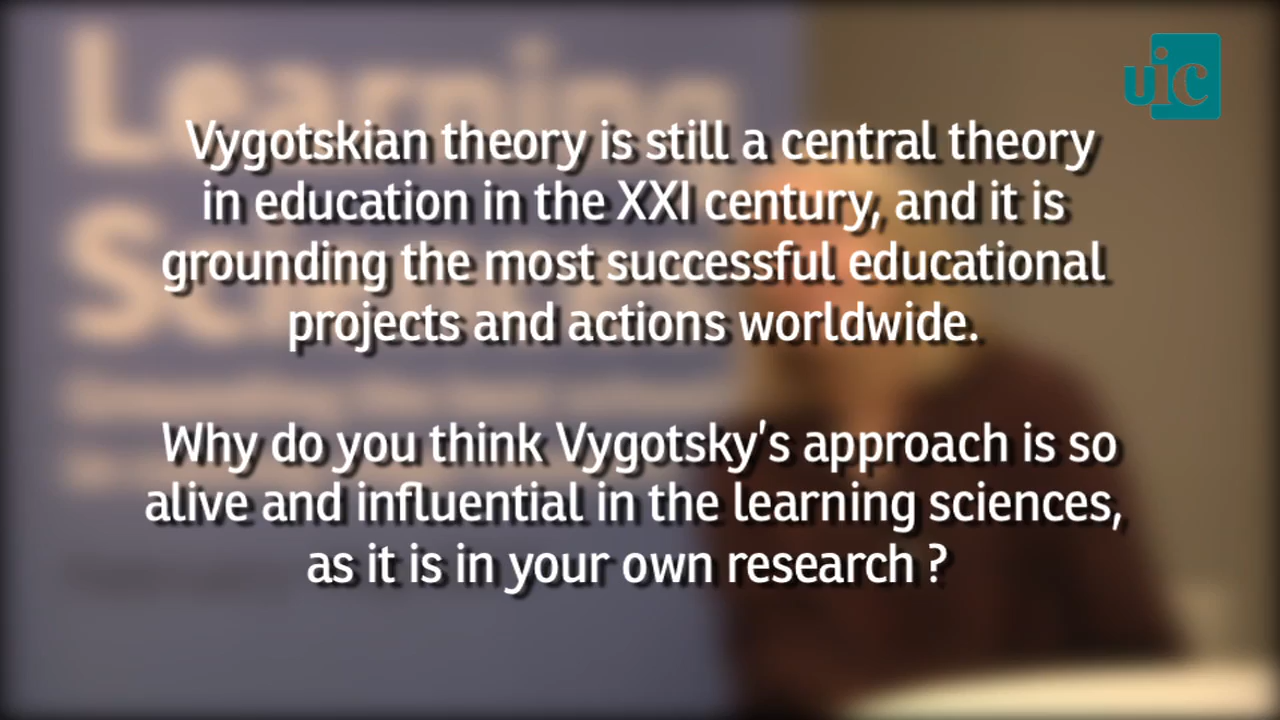 uic
Learning
Vygotskian theory is still a central theory
in education in the XXI century, and it is
grounding the most successful educational
projects and actions worldwide.
Why do you think Vygotsky's approach is so
alive and influential in the learning sciences,
as it is in your own research ?